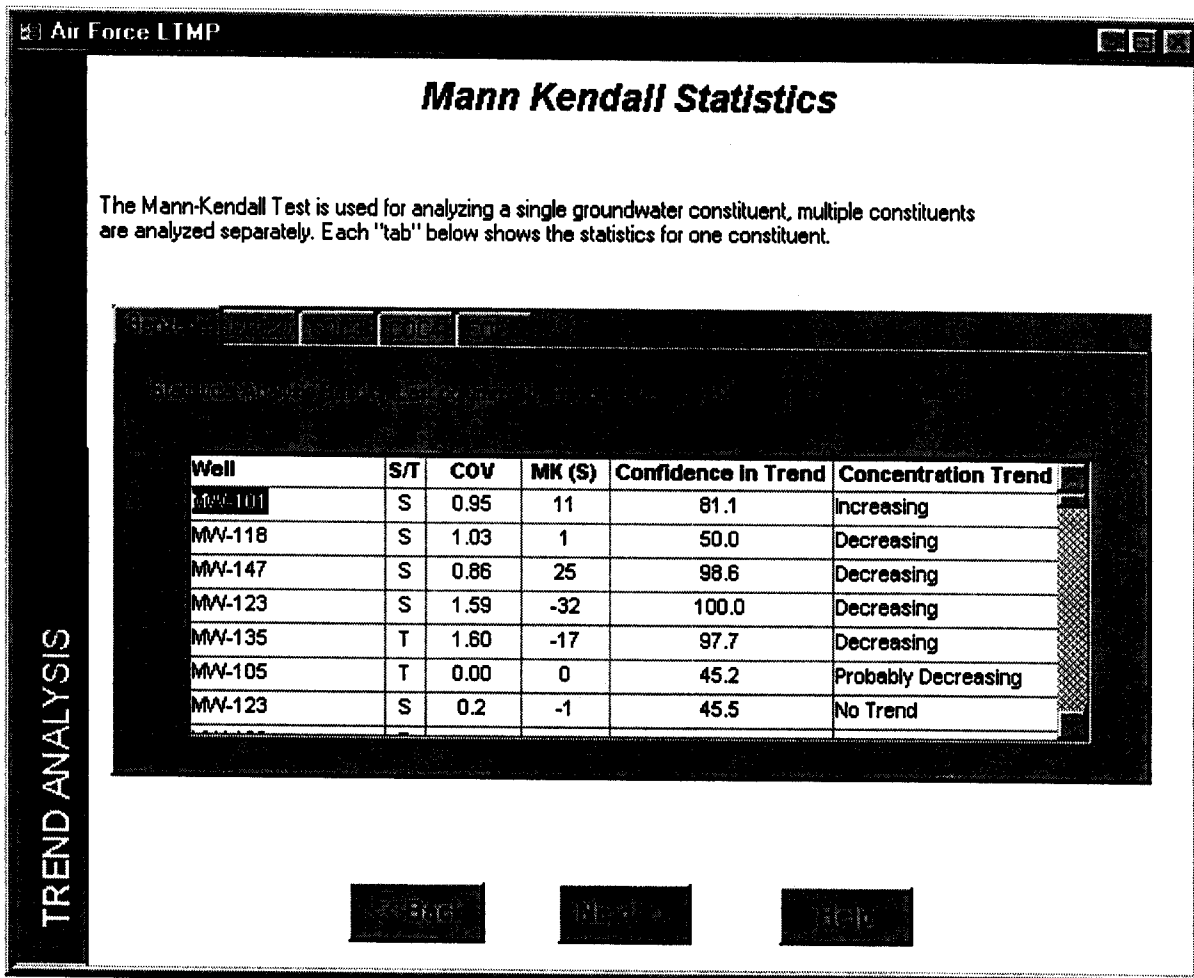 Air Force LTMP
Mann Kendall Statistics
The Mann-Kendall Test is used for analyzing a single groundwater constituent, multiple constituents
are analyzed separately. Each "tab" below shows the statistics for one constituent.
Well S/T COV MK (S) Confidence in Trend Concentration Trend
MW-101 S 0.95 11 81.1 Increasing
MW-118 S 1.03 1 50.0 Decreasing
MW-147 S 0.86 25 98.6 Decreasing
MW-123 S 1.59 -32 100.0 Decreasing
MW-135 T 1.60 -17 97.7 Decreasing
MW-105 T 0.00 0 45.2 Probably Decreasing
MW-123 S 0.2 -1 45.5 No Trend
TREND ANALYSIS
<< Back Next >> Help